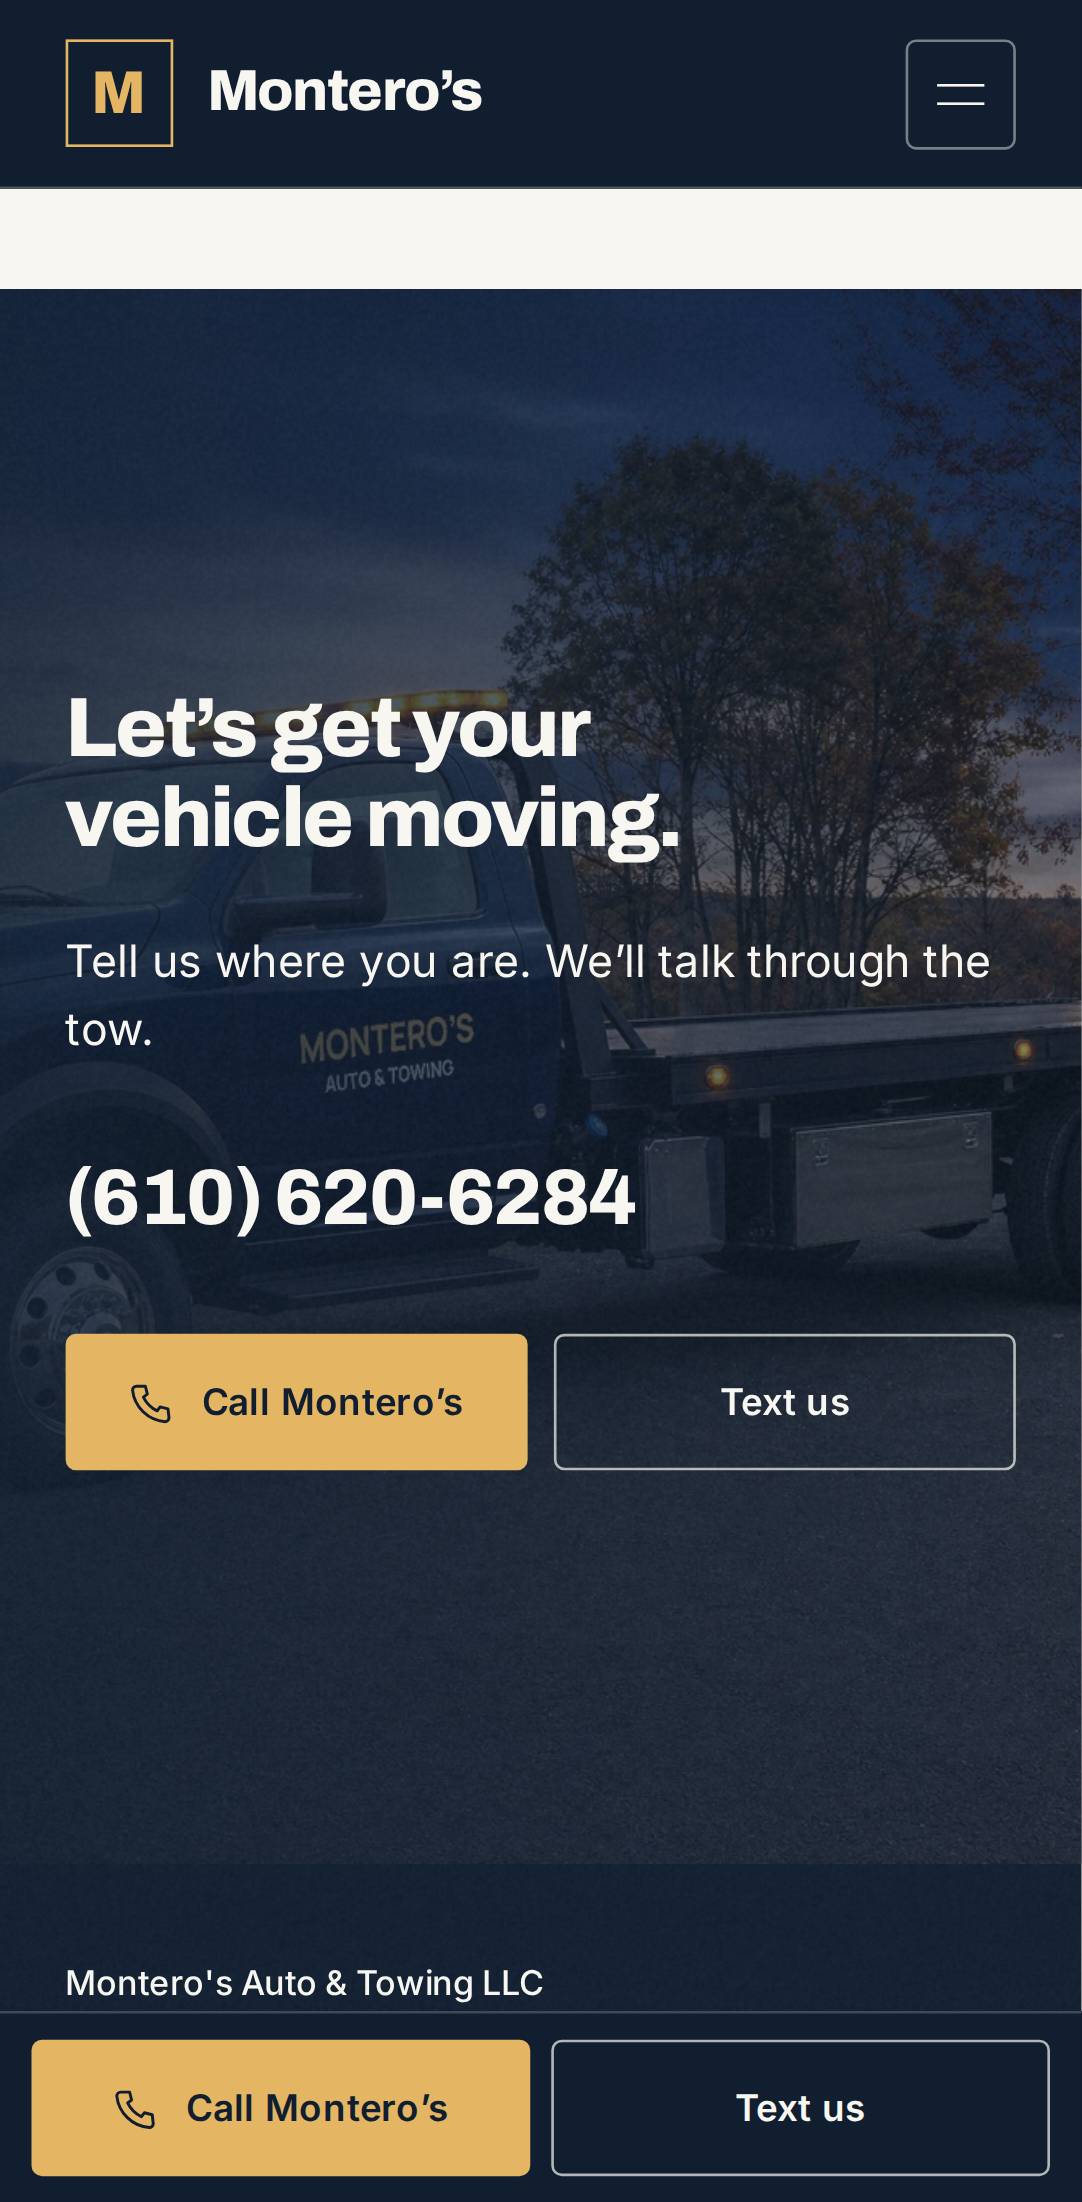 M
Montero’s
Let’s get your
vehicle moving.
Tell us where you are. We’ll talk through the
tow.
MONTERO'S
AUTO & TOWING
(610) 620-6284
Call Montero’s
Text us
Montero's Auto & Towing LLC
Call Montero’s
Text us